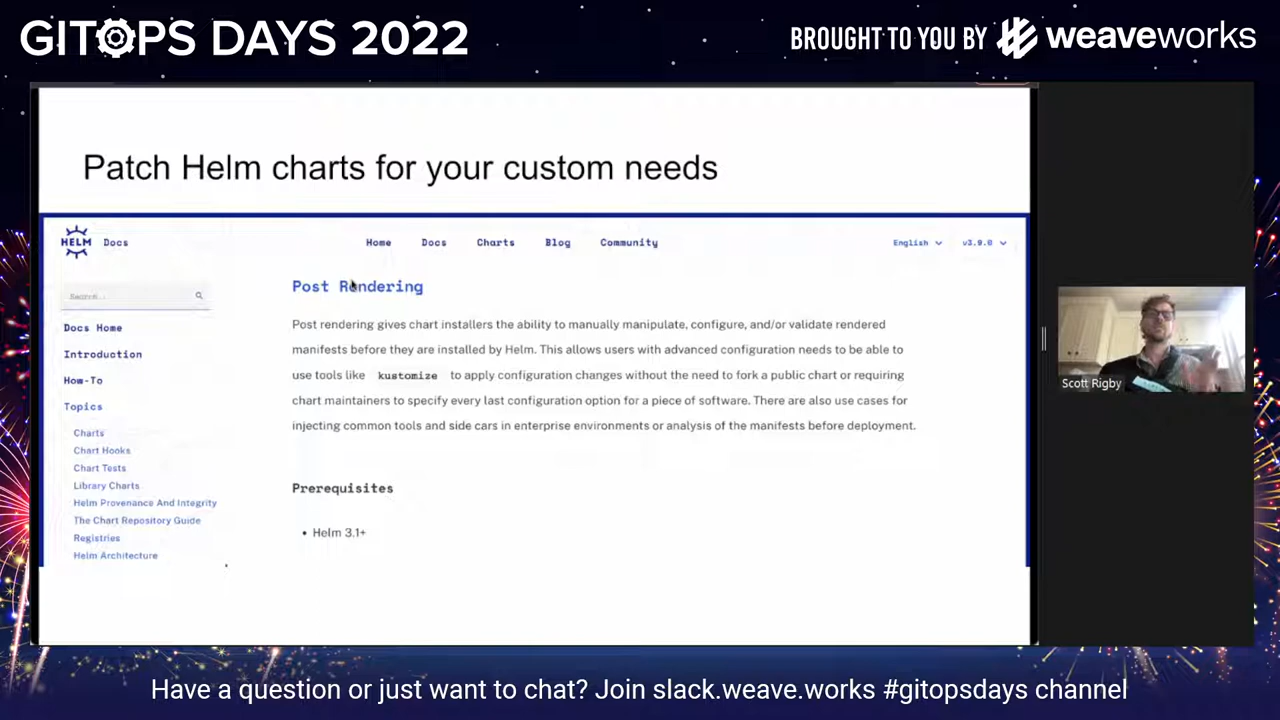 GITOPS DAYS 2022
BROUGHT TO YOU BY weaveworks
Patch Helm charts for your custom needs
HELM Docs
Home Docs Charts Blog Community
English v3.9.0
Search...
Post Rendering
Docs Home
Introduction
How-To
Topics
Charts
Chart Hooks
Chart Tests
Library Charts
Helm Provenance And Integrity
The Chart Repository Guide
Registries
Helm Architecture
Post rendering gives chart installers the ability to manually manipulate, configure, and/or validate rendered
manifests before they are installed by Helm. This allows users with advanced configuration needs to be able to
use tools like kustomize to apply configuration changes without the need to fork a public chart or requiring
chart maintainers to specify every last configuration option for a piece of software. There are also use cases for
injecting common tools and side cars in enterprise environments or analysis of the manifests before deployment.
Prerequisites
• Helm 3.1+
Scott Rigby
Have a question or just want to chat? Join slack.weave.works #gitopsdays channel